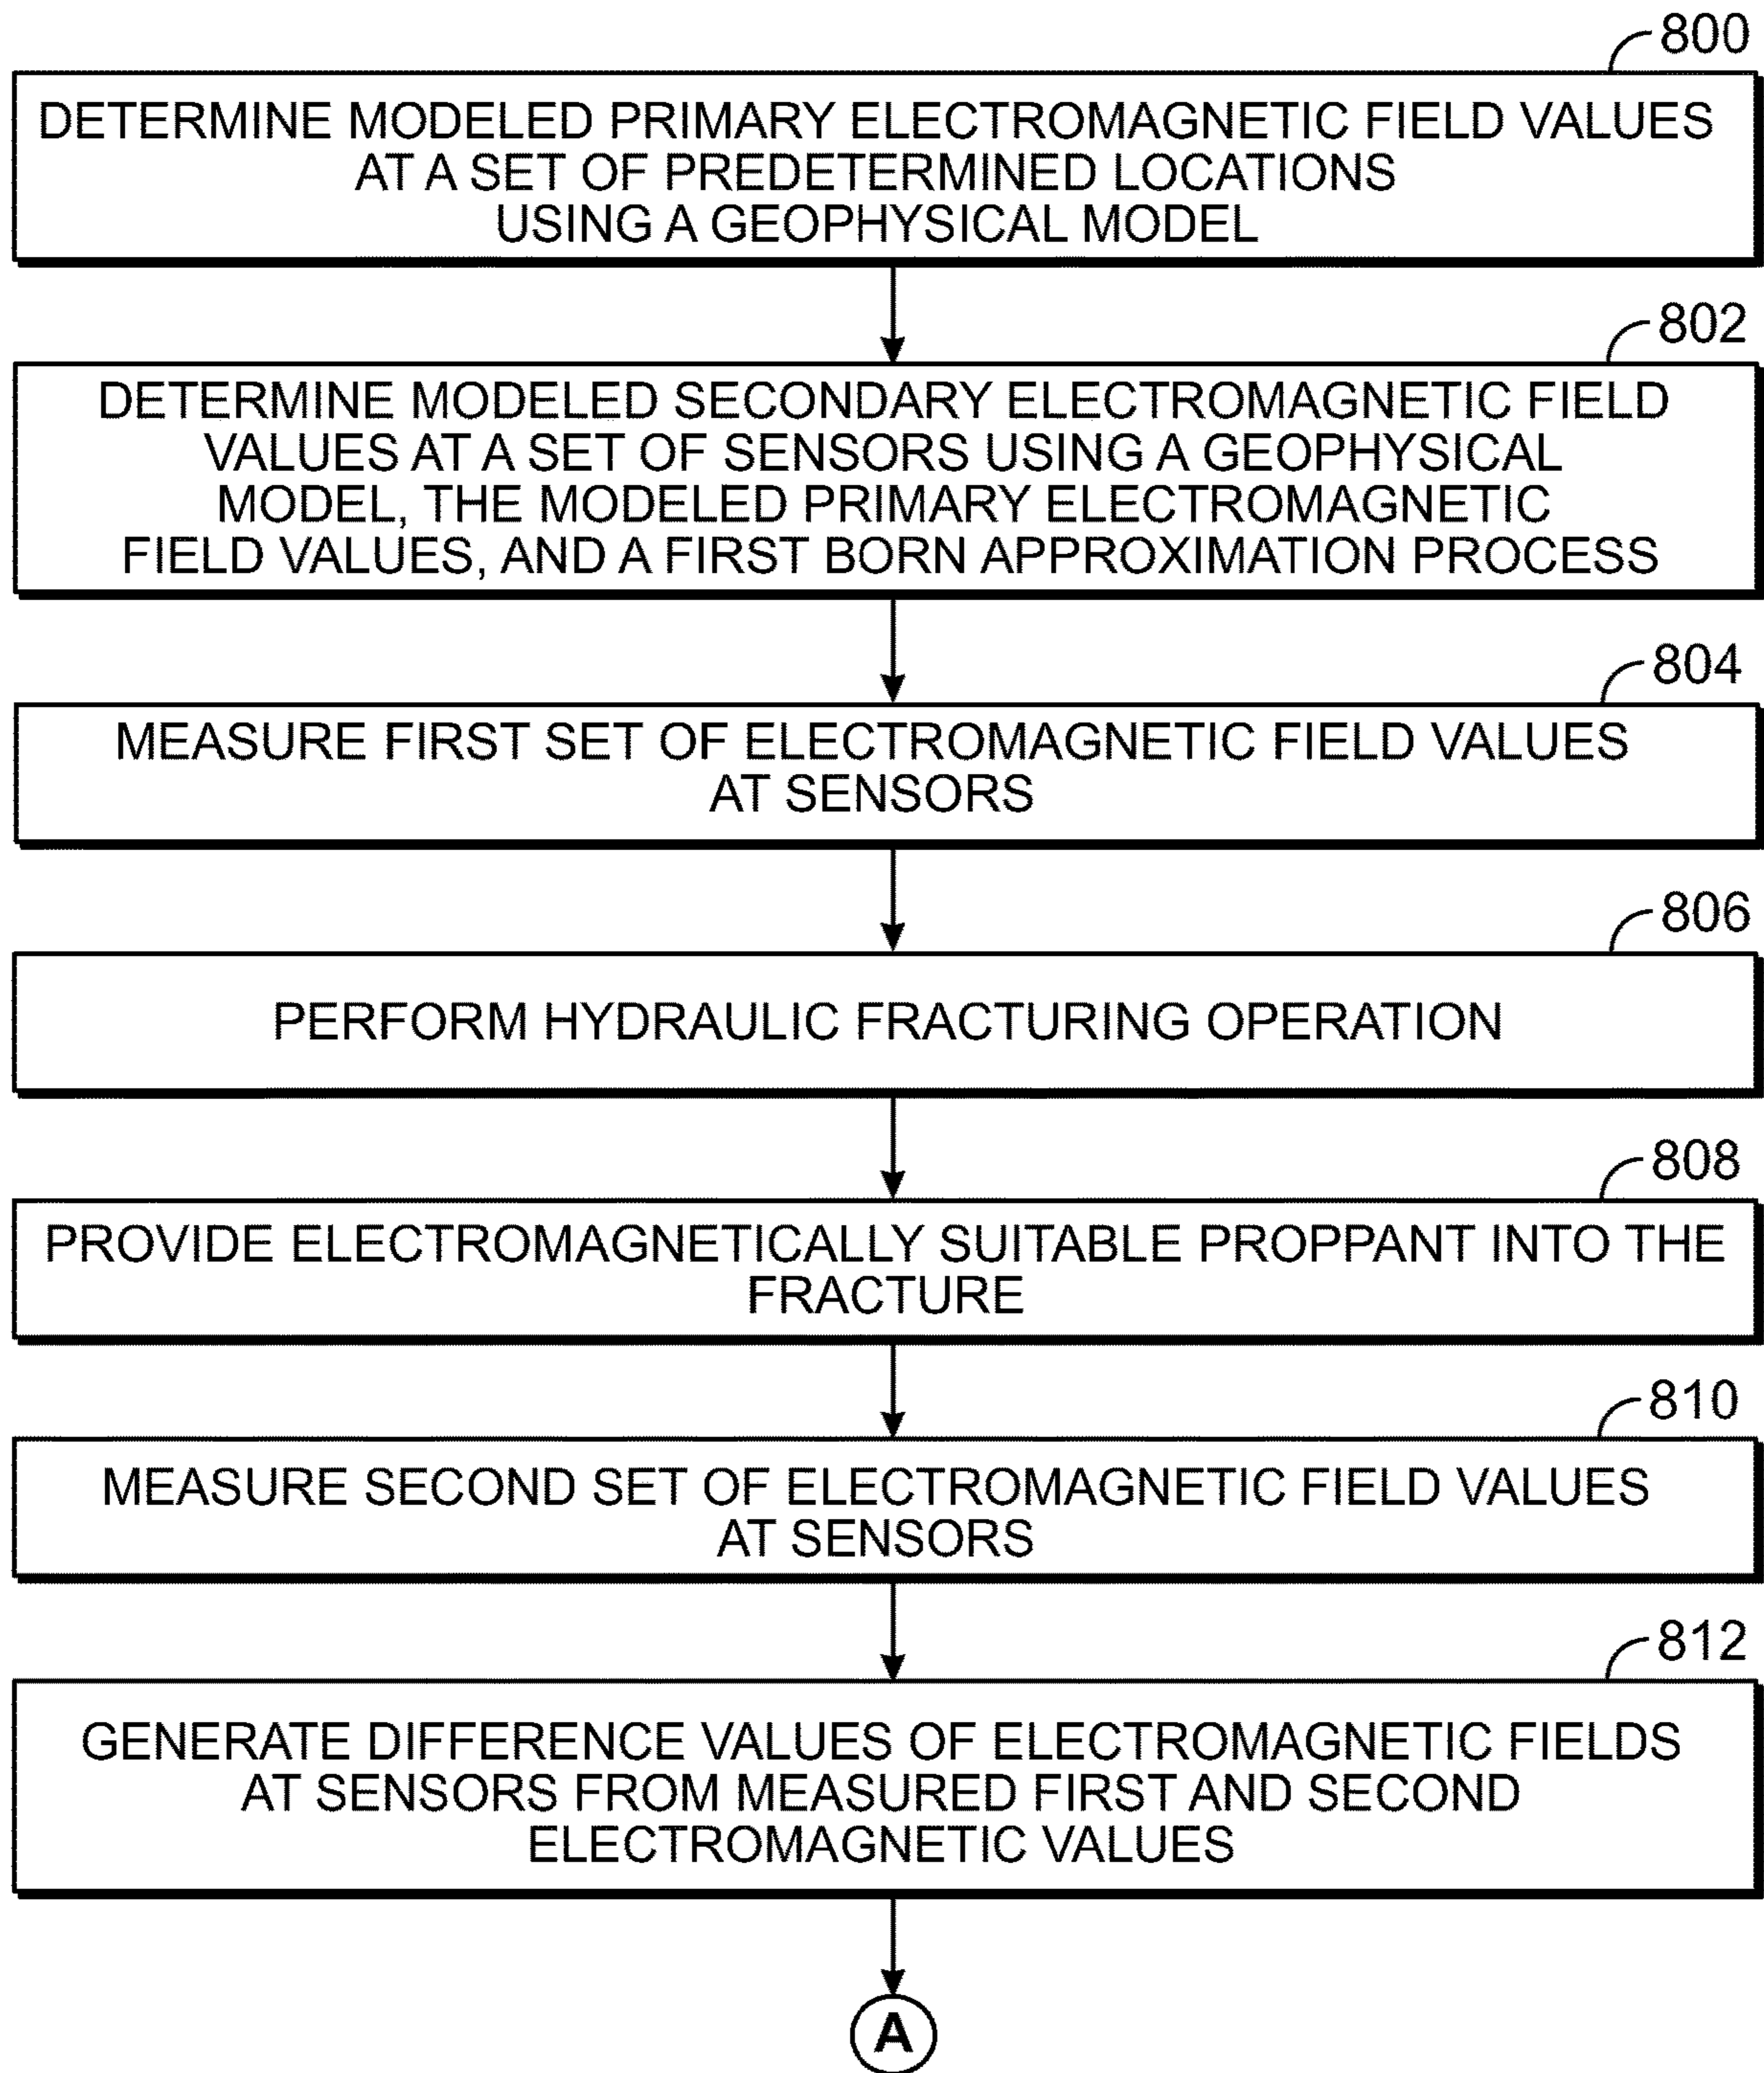 800
DETERMINE MODELED PRIMARY ELECTROMAGNETIC FIELD VALUES
AT A SET OF PREDETERMINED LOCATIONS
USING A GEOPHYSICAL MODEL
802
DETERMINE MODELED SECONDARY ELECTROMAGNETIC FIELD
VALUES AT A SET OF SENSORS USING A GEOPHYSICAL
MODEL, THE MODELED PRIMARY ELECTROMAGNETIC
FIELD VALUES, AND A FIRST BORN APPROXIMATION PROCESS
804
MEASURE FIRST SET OF ELECTROMAGNETIC FIELD VALUES
AT SENSORS
806
PERFORM HYDRAULIC FRACTURING OPERATION
808
PROVIDE ELECTROMAGNETICALLY SUITABLE PROPPANT INTO THE
FRACTURE
810
MEASURE SECOND SET OF ELECTROMAGNETIC FIELD VALUES
AT SENSORS
812
GENERATE DIFFERENCE VALUES OF ELECTROMAGNETIC FIELDS
AT SENSORS FROM MEASURED FIRST AND SECOND
ELECTROMAGNETIC VALUES
A